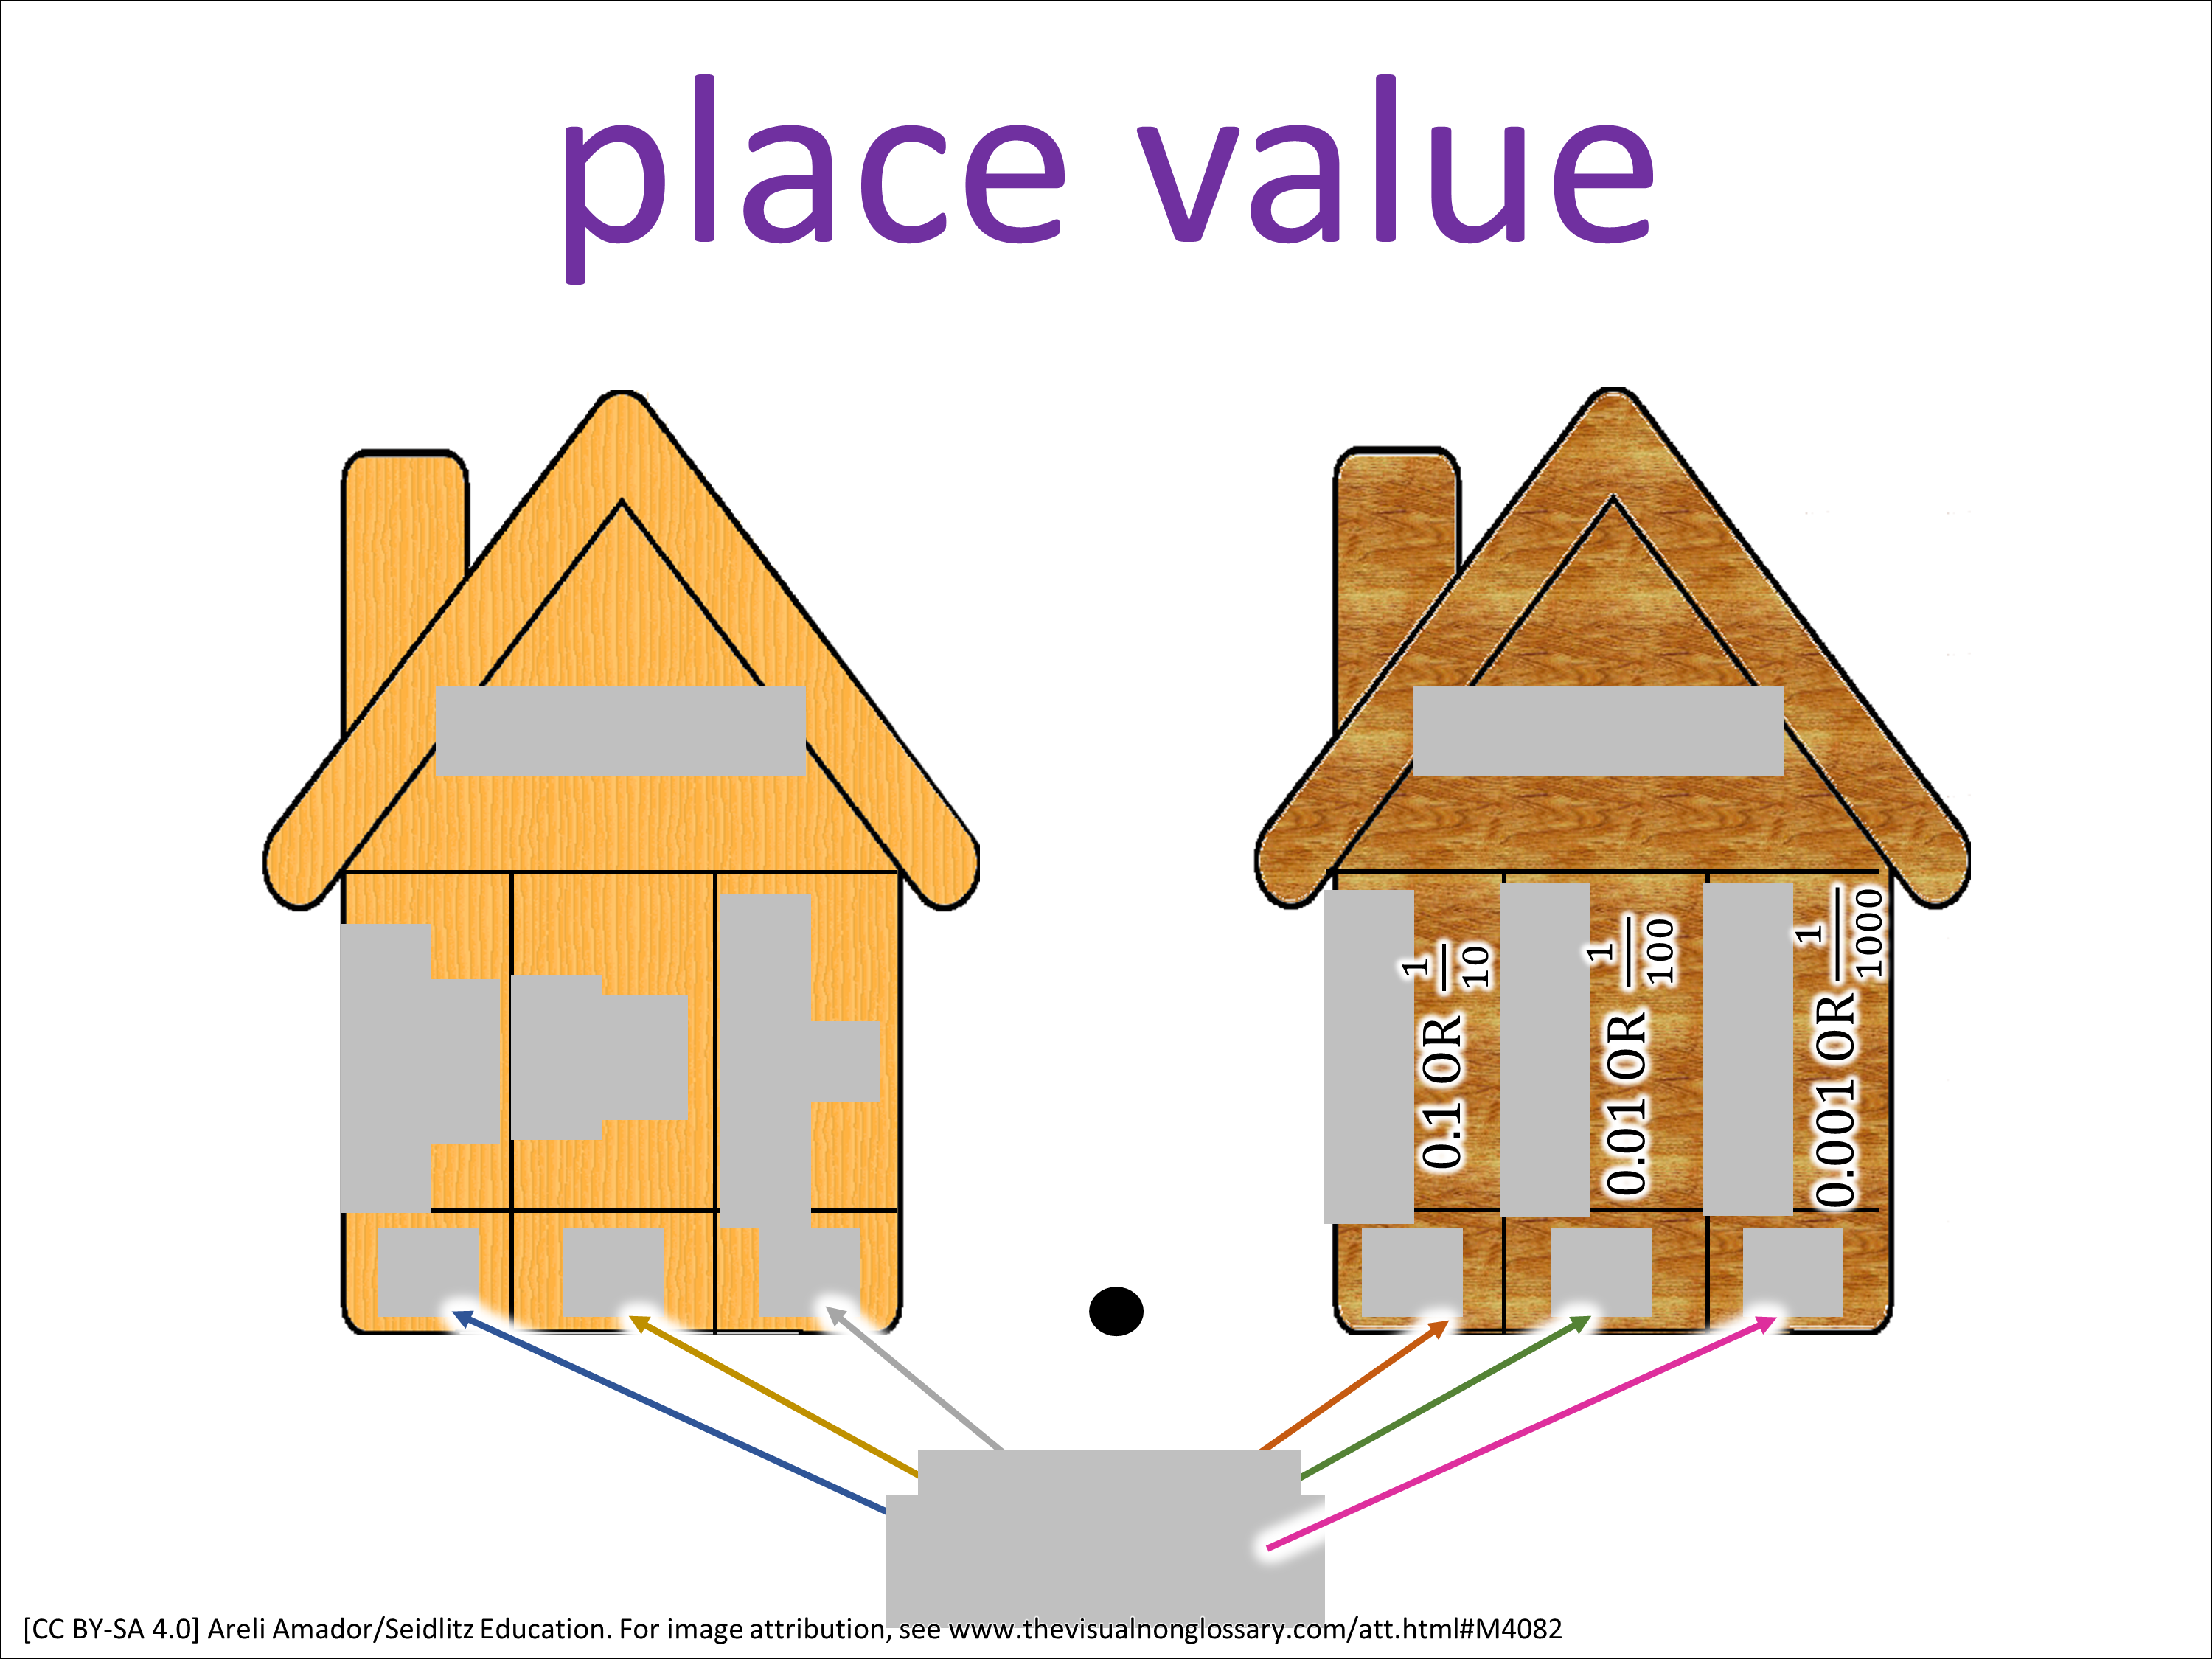 place value
0.1 OR 1/10
0.01 OR 1/100
0.001 OR 1/1000
[CC BY-SA 4.0] Areli Amador/Seidlitz Education. For image attribution, see www.thevisualnonglossary.com/att.html#M4082